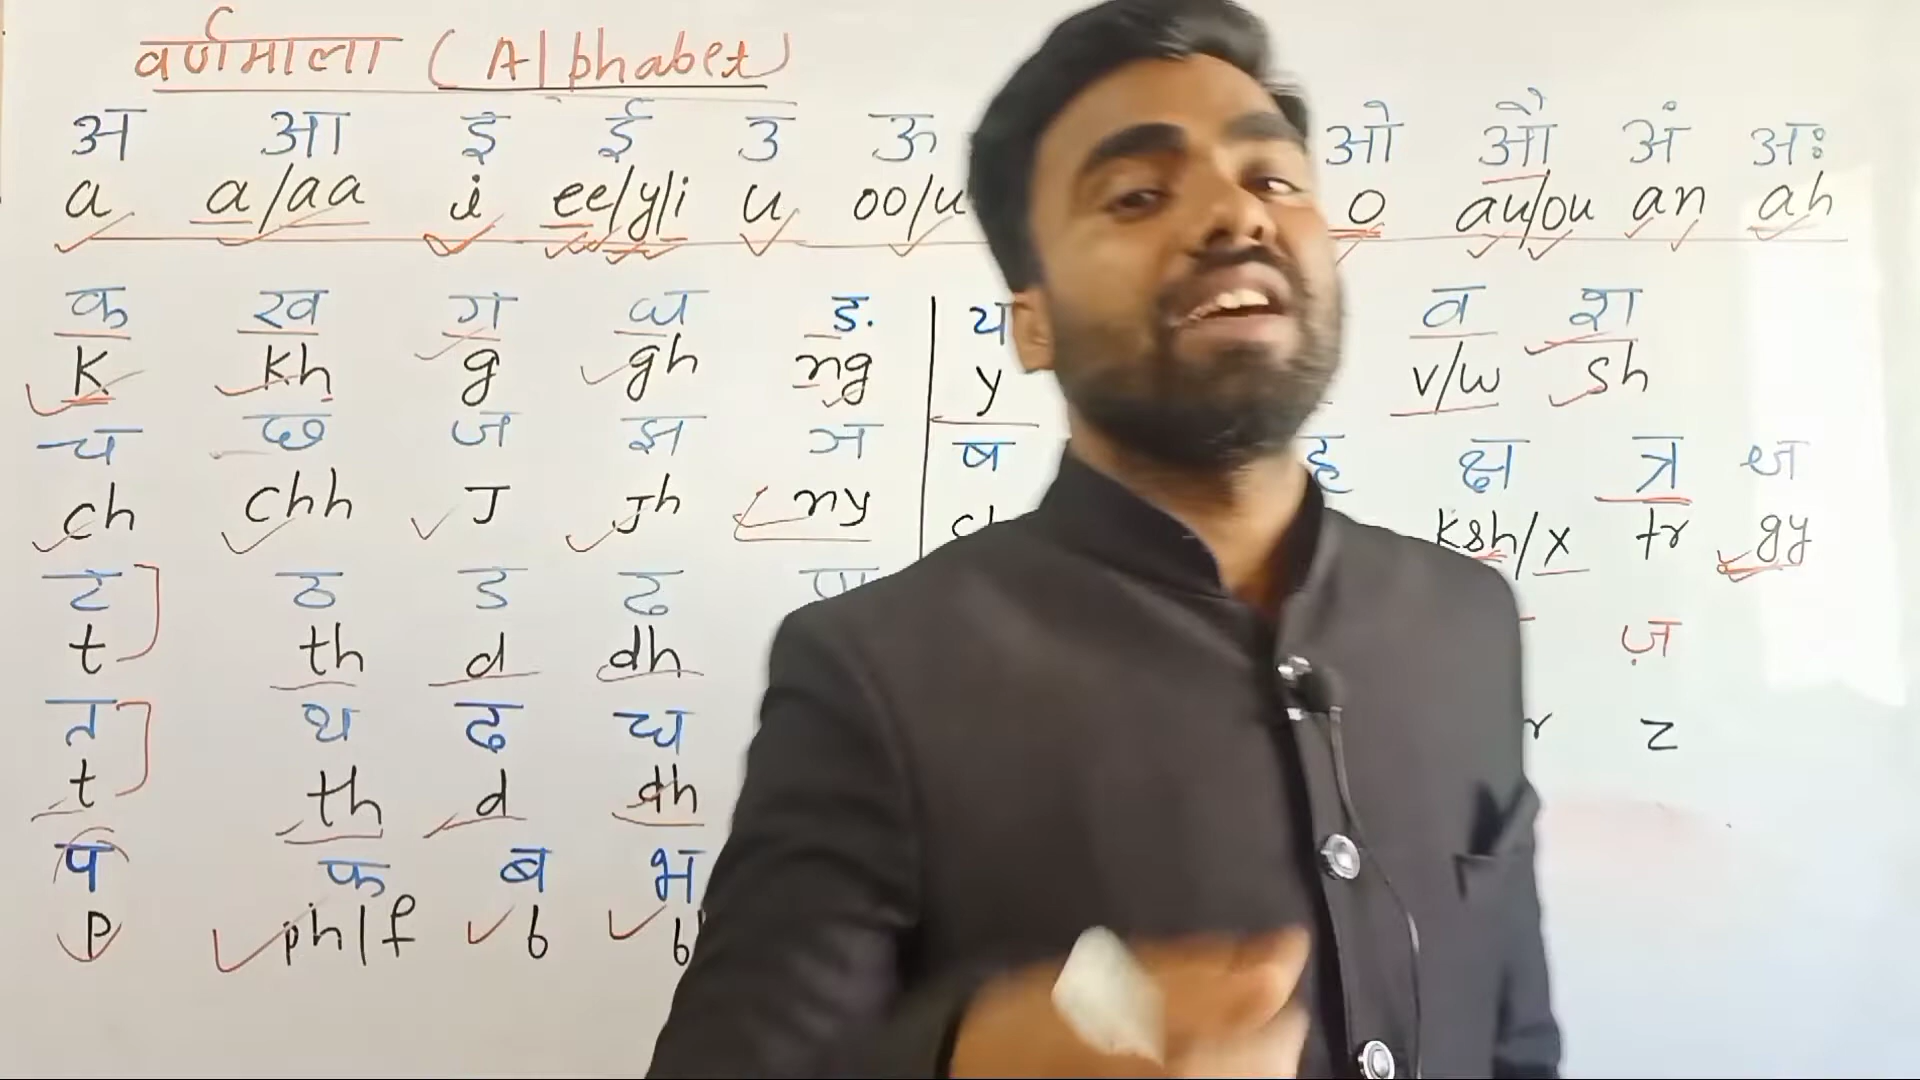 वर्णमाला (Alphabet)
अ आ इ ई उ ऊ ओ औ अं अः
a a/aa i ee/y/i u oo/u o au/ou an ah
क ख ग घ ङ य व श
K Kh g gh ng y v/w sh
च छ ज झ ञ ष ह क्ष त्र ज्ञ
ch chh J Jh ny ksh/x tr gy
ट ठ ड ढ ण ज़
t th d dh
त थ ढ ध r z
t th d dh
प फ ब भ
p ph/f b